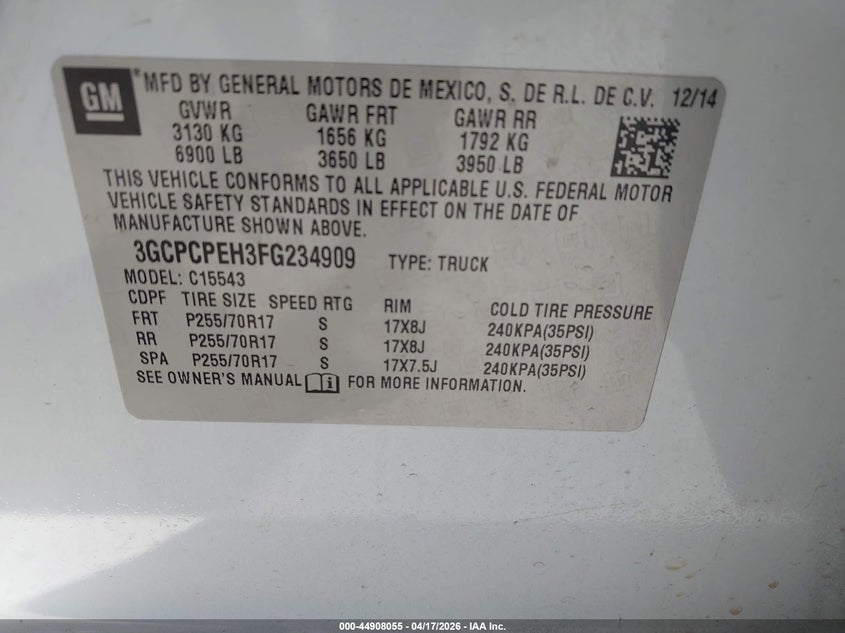 GM
*MFD BY GENERAL MOTORS DE MEXICO, S. DE R.L. DE C.V. 12/14
GVWR GAWR FRT GAWR RR
3130 KG 1656 KG 1792 KG
6900 LB 3650 LB 3950 LB
THIS VEHICLE CONFORMS TO ALL APPLICABLE U.S. FEDERAL MOTOR
VEHICLE SAFETY STANDARDS IN EFFECT ON THE DATE OF
MANUFACTURE SHOWN ABOVE.
3GCPCPEH3FG234909 TYPE: TRUCK
MODEL: C15543
CDPF TIRE SIZE SPEED RTG RIM COLD TIRE PRESSURE
FRT P255/70R17 S 17X8J 240KPA(35PSI)
RR P255/70R17 S 17X8J 240KPA(35PSI)
SPA P255/70R17 S 17X7.5J 240KPA(35PSI)
SEE OWNER'S MANUAL FOR MORE INFORMATION.
000-44908055 - 04/17/2026 - IAA Inc.